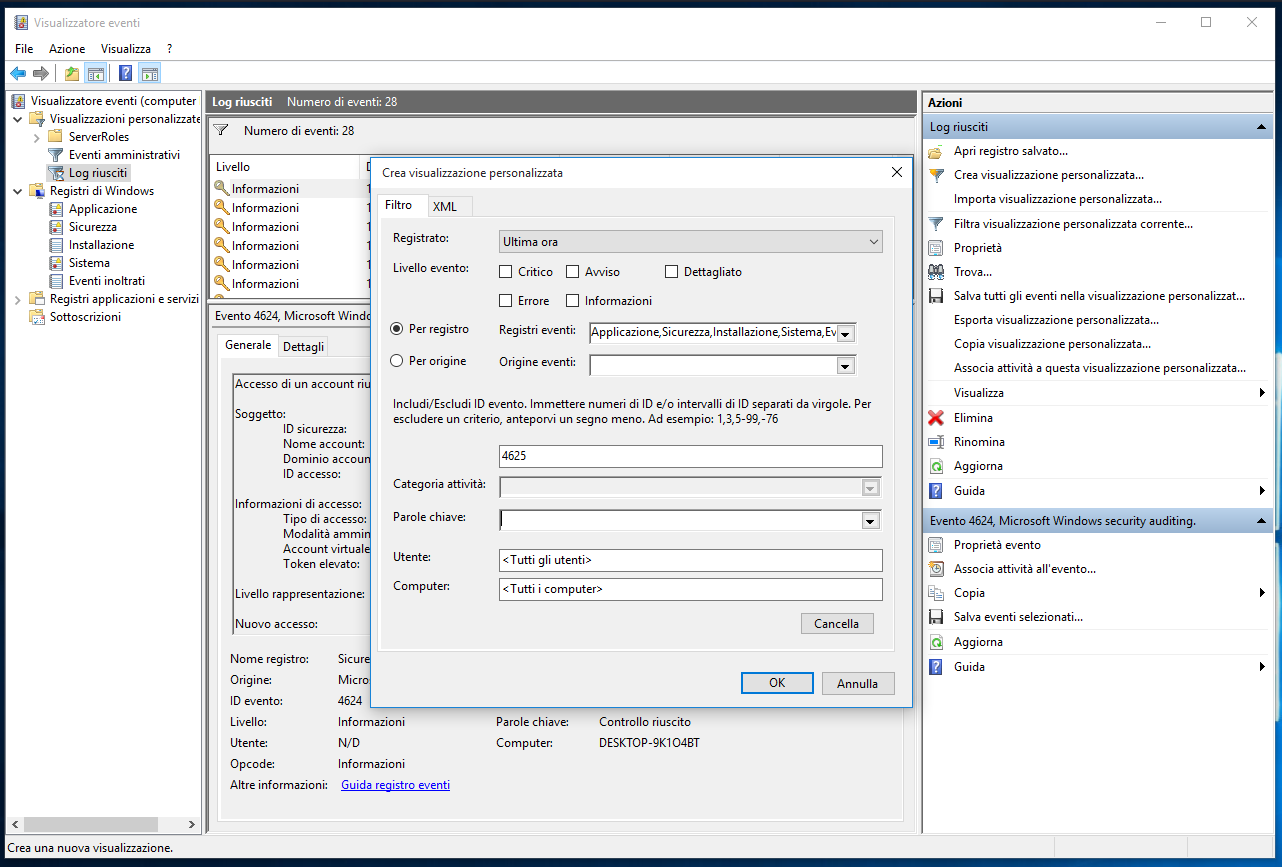 Visualizzatore eventi
File Azione Visualizza ?
Visualizzatore eventi (computer
Visualizzazioni personalizzate
ServerRoles
Eventi amministrativi
Log riusciti
Registri di Windows
Applicazione
Sicurezza
Installazione
Sistema
Eventi inoltrati
Registri applicazioni e servizi
Sottoscrizioni
Log riusciti Numero di eventi: 28
Numero di eventi: 28
Livello
Informazioni
Informazioni
Informazioni
Informazioni
Informazioni
Informazioni
Evento 4624, Microsoft Windo
Generale Dettagli
Accesso di un account riu
Soggetto:
ID sicurezza:
Nome account:
Dominio accoun
ID accesso:
Informazioni di accesso:
Tipo di accesso:
Modalità ammin
Account virtuale
Token elevato:
Livello rappresentazione:
Nuovo accesso:
Nome registro: Sicure
Origine: Micro
ID evento: 4624
Livello: Informazioni Parole chiave: Controllo riuscito
Utente: N/D Computer: DESKTOP-9K1O4BT
Opcode: Informazioni
Altre informazioni: Guida registro eventi
Crea visualizzazione personalizzata
Filtro XML
Registrato: Ultima ora
Livello evento: Critico Avviso Dettagliato
Errore Informazioni
Per registro Registri eventi: Applicazione,Sicurezza,Installazione,Sistema,Ev
Per origine Origine eventi:
Includi/Escludi ID evento. Immettere numeri di ID e/o intervalli di ID separati da virgole. Per
escludere un criterio, anteporvi un segno meno. Ad esempio: 1,3,5-99,-76
4625
Categoria attività:
Parole chiave:
Utente: <Tutti gli utenti>
Computer: <Tutti i computer>
Cancella
OK Annulla
Azioni
Log riusciti
Apri registro salvato...
Crea visualizzazione personalizzata...
Importa visualizzazione personalizzata...
Filtra visualizzazione personalizzata corrente...
Proprietà
Trova...
Salva tutti gli eventi nella visualizzazione personalizzat...
Esporta visualizzazione personalizzata...
Copia visualizzazione personalizzata...
Associa attività a questa visualizzazione personalizzata...
Visualizza
Elimina
Rinomina
Aggiorna
Guida
Evento 4624, Microsoft Windows security auditing.
Proprietà evento
Associa attività all'evento...
Copia
Salva eventi selezionati...
Aggiorna
Guida
Crea una nuova visualizzazione.